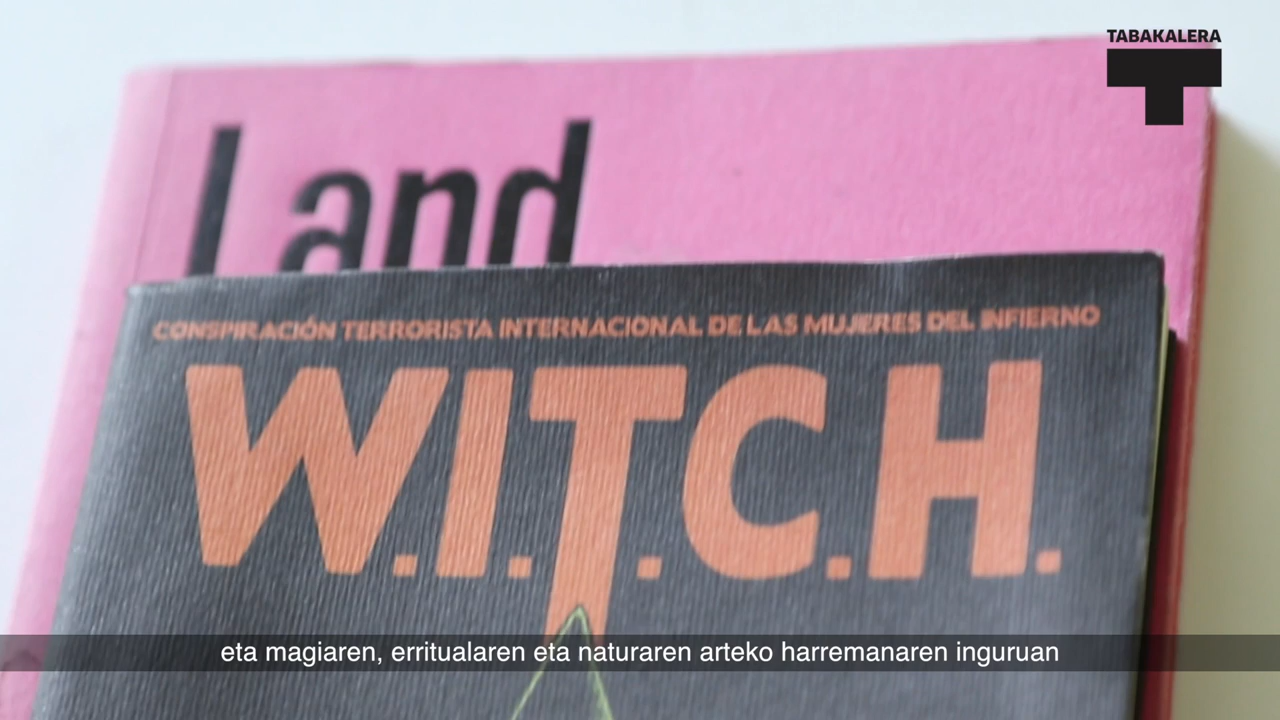 TABAKALERA
Land
CONSPIRACIÓN TERRORISTA INTERNACIONAL DE LAS MUJERES DEL INFIERNO
W.I.T.C.H.
eta magiaren, erritualaren eta naturaren arteko harremanaren inguruan